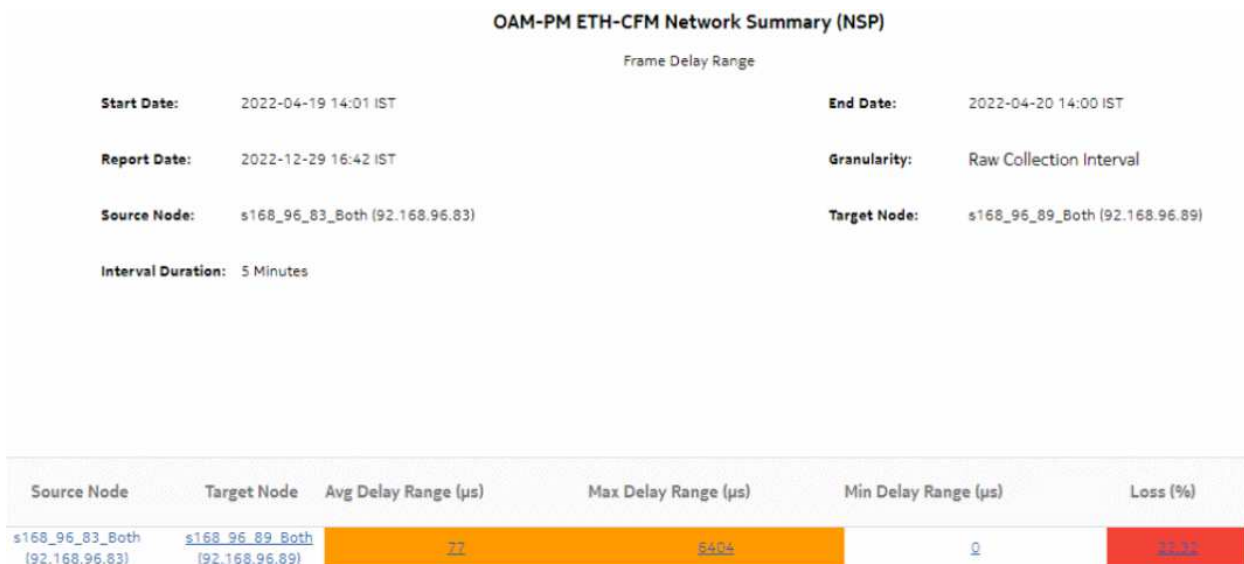 OAM-PM ETH-CFM Network Summary (NSP)
Frame Delay Range
Start Date: 2022-04-19 14:01 IST End Date: 2022-04-20 14:00 IST
Report Date: 2022-12-29 16:42 IST Granularity: Raw Collection Interval
Source Node: s168_96_83_Both (92.168.96.83) Target Node: s168_96_89_Both (92.168.96.89)
Interval Duration: 5 Minutes
Source Node Target Node Avg Delay Range (µs) Max Delay Range (µs) Min Delay Range (µs) Loss (%)
s168_96_83_Both s168_96_89_Both 77 6404 0
(92.168.96.83) (92.168.96.89)